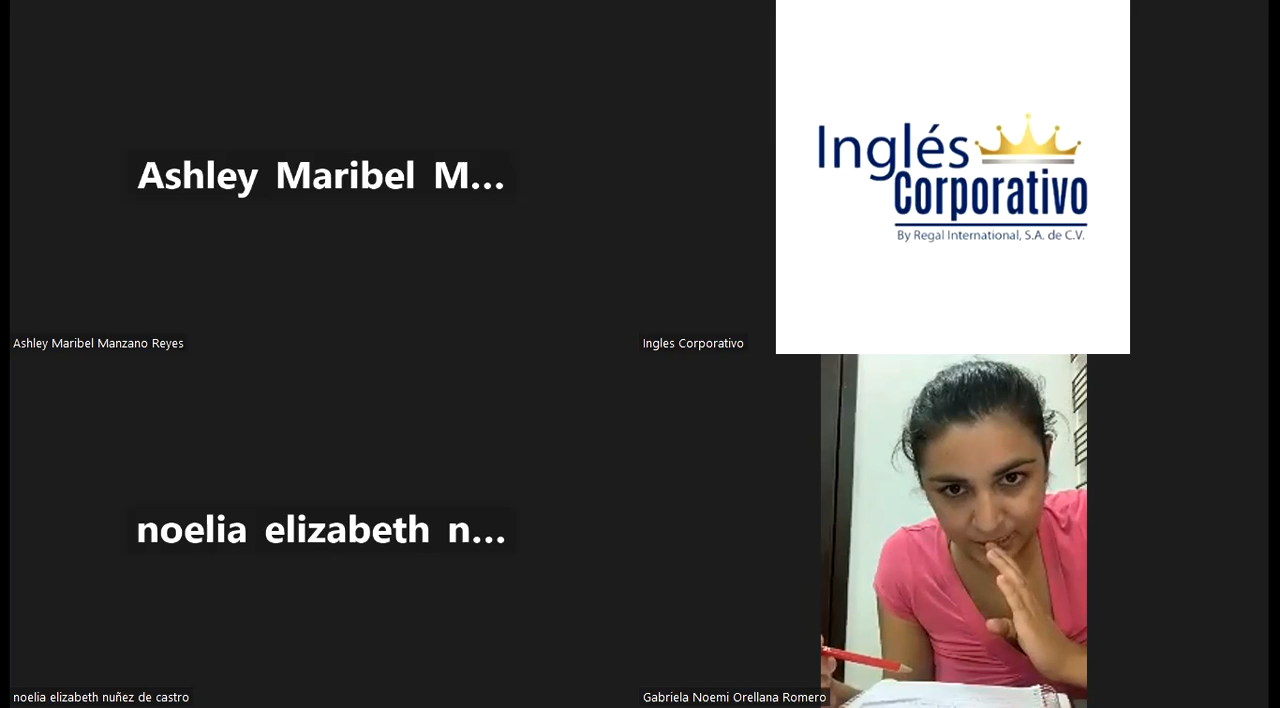 Ashley Maribel M...
Inglés
Corporativo
By Regal International, S.A. de C.V.
Ashley Maribel Manzano Reyes
Ingles Corporativo
noelia elizabeth n...
noelia elizabeth nuñez de castro
Gabriela Noemi Orellana Romero